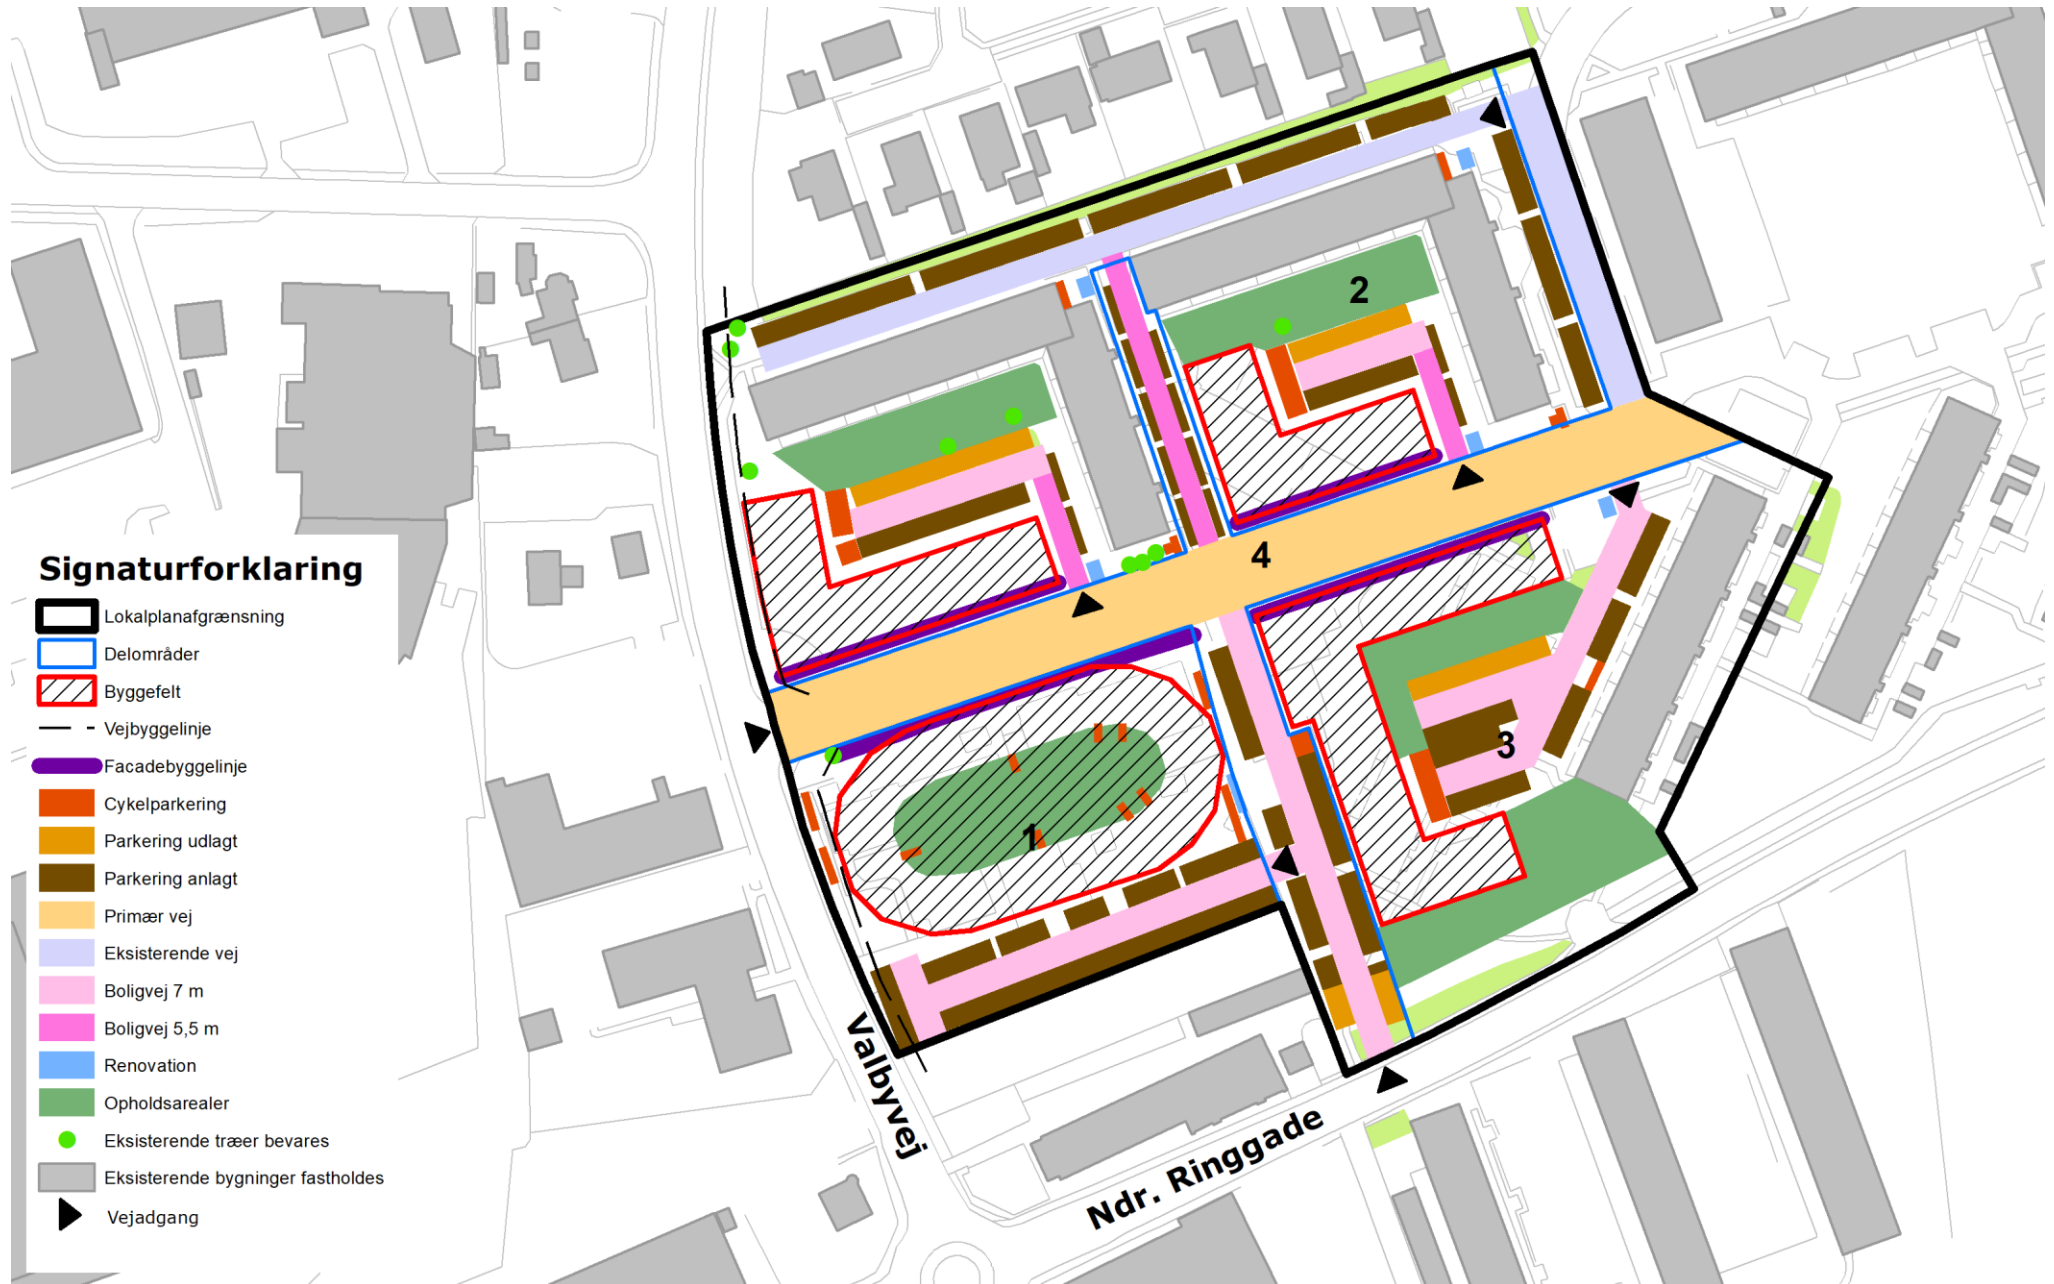 2
4
3
1
Signaturforklaring
Lokalplanafgrænsning
Delområder
Byggefelt
Vejbyggelinje
Facadebyggelinje
Cykelparkering
Parkering udlagt
Parkering anlagt
Primær vej
Eksisterende vej
Boligvej 7 m
Boligvej 5,5 m
Renovation
Opholdsarealer
Eksisterende træer bevares
Eksisterende bygninger fastholdes
Vejadgang
Valbyvej
Ndr. Ringgade